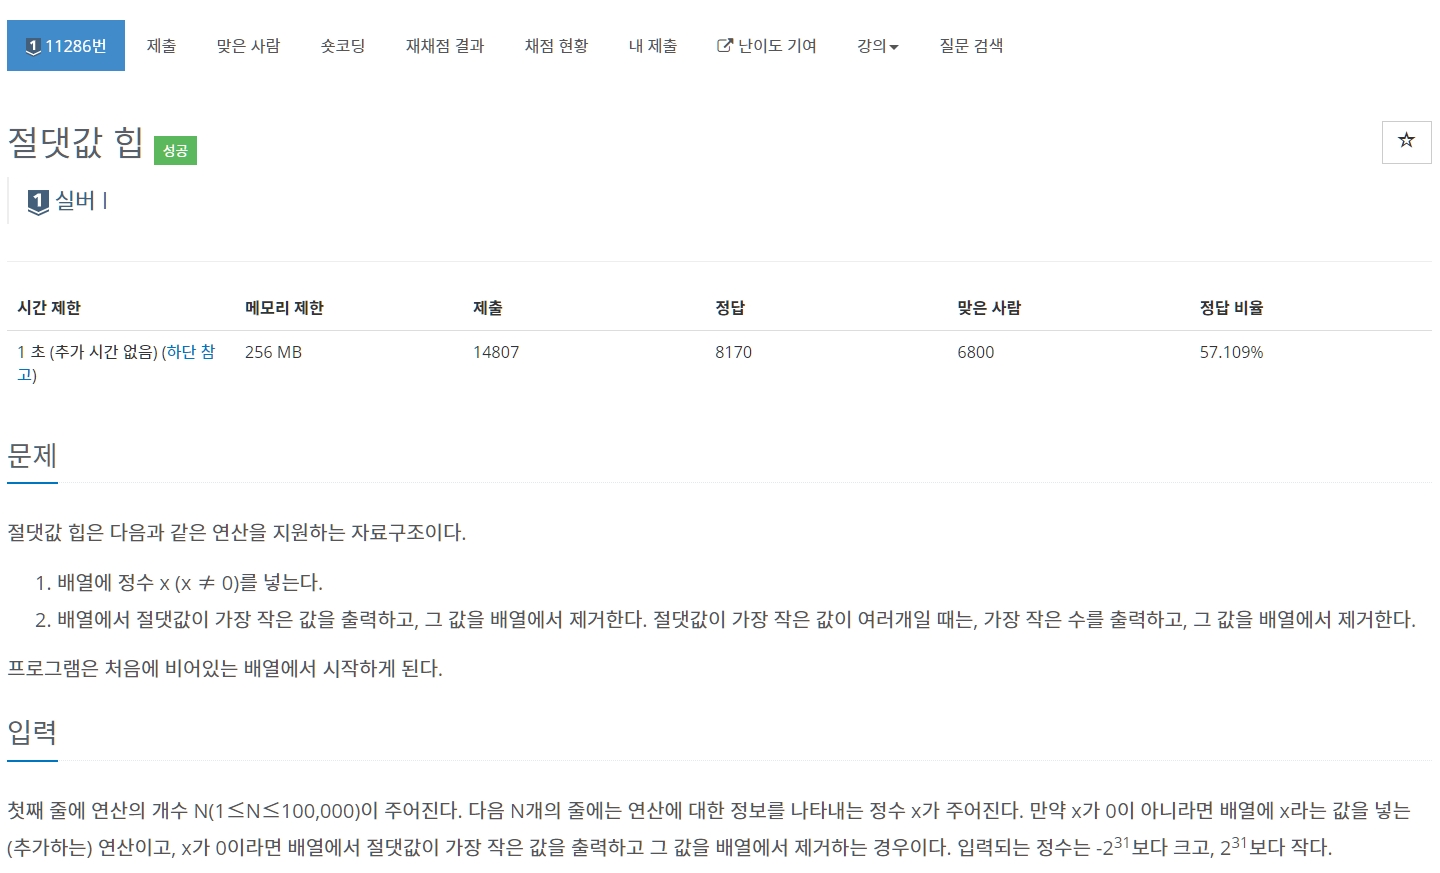 1 11286번 제출 맞은 사람 숏코딩 재채점 결과 채점 현황 내 제출 난이도 기여 강의 질문 검색
절댓값 힙 성공
1 실버 I
시간 제한 메모리 제한 제출 정답 맞은 사람 정답 비율
1 초 (추가 시간 없음) (하단 참 256 MB 14807 8170 6800 57.109%
고)
문제
절댓값 힙은 다음과 같은 연산을 지원하는 자료구조이다.
1. 배열에 정수 x (x ≠ 0)를 넣는다.
2. 배열에서 절댓값이 가장 작은 값을 출력하고, 그 값을 배열에서 제거한다. 절댓값이 가장 작은 값이 여러개일 때는, 가장 작은 수를 출력하고, 그 값을 배열에서 제거한다.
프로그램은 처음에 비어있는 배열에서 시작하게 된다.
입력
첫째 줄에 연산의 개수 N(1≤N≤100,000)이 주어진다. 다음 N개의 줄에는 연산에 대한 정보를 나타내는 정수 x가 주어진다. 만약 x가 0이 아니라면 배열에 x라는 값을 넣는
(추가하는) 연산이고, x가 0이라면 배열에서 절댓값이 가장 작은 값을 출력하고 그 값을 배열에서 제거하는 경우이다. 입력되는 정수는 -2³¹보다 크고, 2³¹보다 작다.